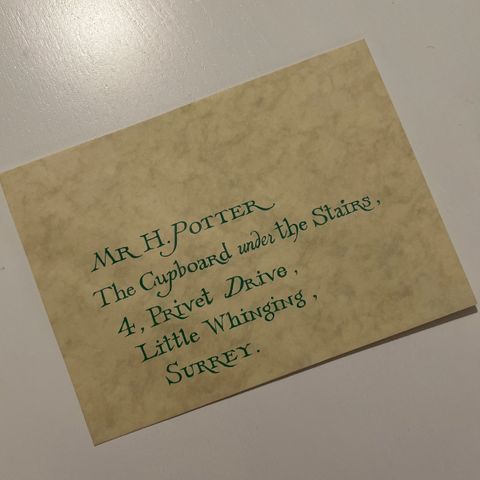 Mr H. Potter
The Cupboard under the Stairs,
4, Privet Drive,
Little Whinging,
Surrey.